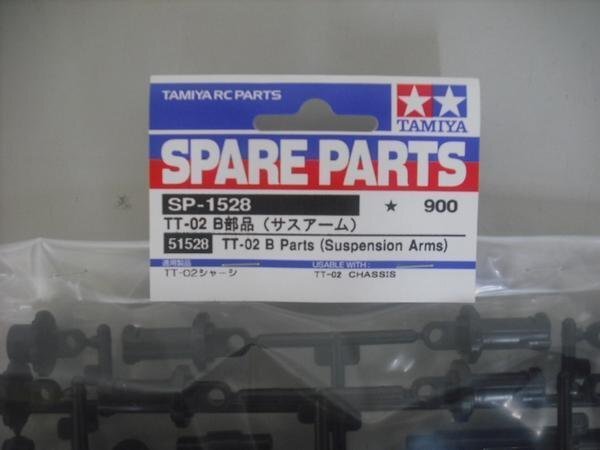 TAMIYA RC PARTS
TAMIYA
SPARE PARTS
SP-1528
★ 900
TT-02 B部品 (サスアーム)
51528 TT-02 B Parts (Suspension Arms)
適用製品
USABLE WITH :
TT-02シャーシ
TT-02 CHASSIS